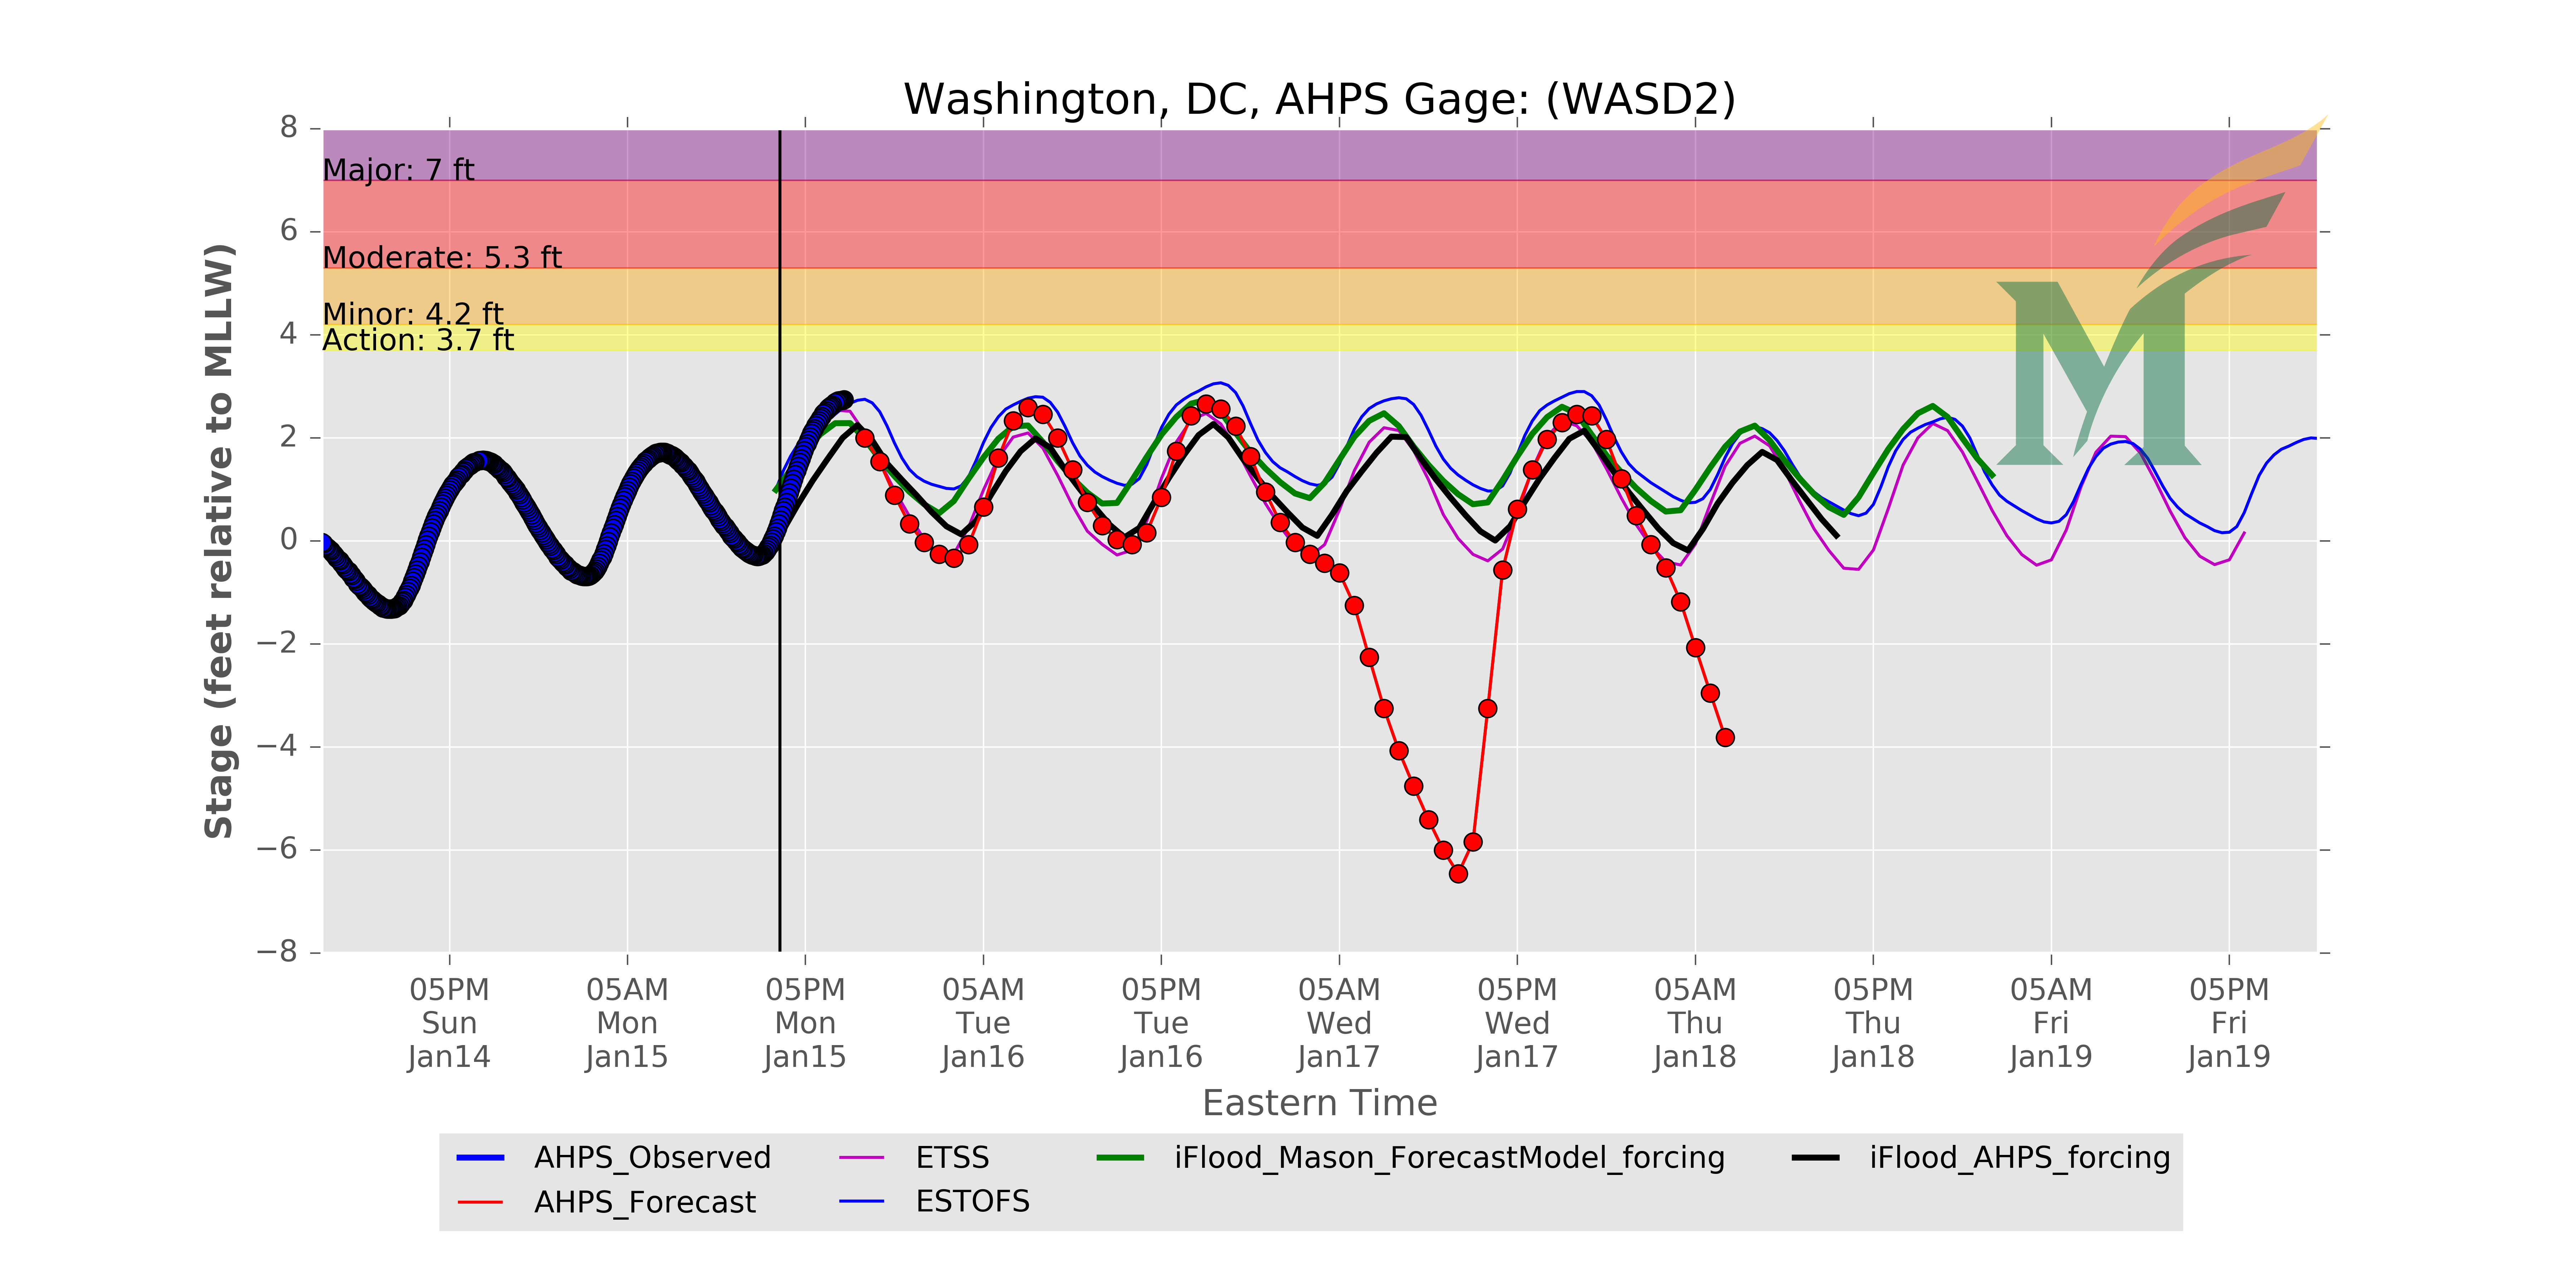 Washington, DC, AHPS Gage: (WASD2)
8
Major: 7 ft
6
Moderate: 5.3 ft
Minor: 4.2 ft
4
Action: 3.7 ft
2
0
−2
−4
−6
−8
Stage (feet relative to MLLW)
05PM 05AM 05PM 05AM 05PM 05AM 05PM 05AM 05PM 05AM 05PM
Sun Mon Mon Tue Tue Wed Wed Thu Thu Fri Fri
Jan14 Jan15 Jan15 Jan16 Jan16 Jan17 Jan17 Jan18 Jan18 Jan19 Jan19
Eastern Time
AHPS_Observed ETSS iFlood_Mason_ForecastModel_forcing iFlood_AHPS_forcing
AHPS_Forecast ESTOFS
M